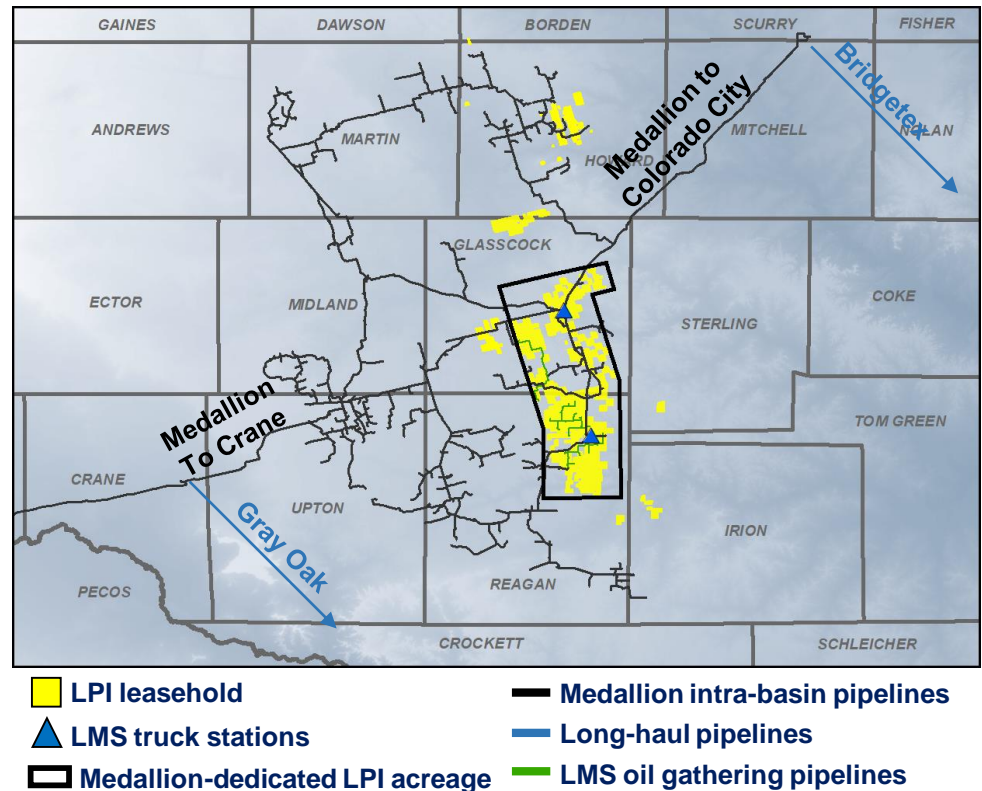 GAINES
DAWSON
BORDEN
SCURRY
FISHER
ANDREWS
MARTIN
HOWARD
MITCHELL
NOLAN
Medallion to
Colorado City
Bridgetex
GLASSCOCK
ECTOR
MIDLAND
STERLING
COKE
TOM GREEN
Medallion
To Crane
CRANE
UPTON
Gray Oak
IRION
REAGAN
PECOS
CROCKETT
SCHLEICHER
LPI leasehold
LMS truck stations
Medallion-dedicated LPI acreage
Medallion intra-basin pipelines
Long-haul pipelines
LMS oil gathering pipelines